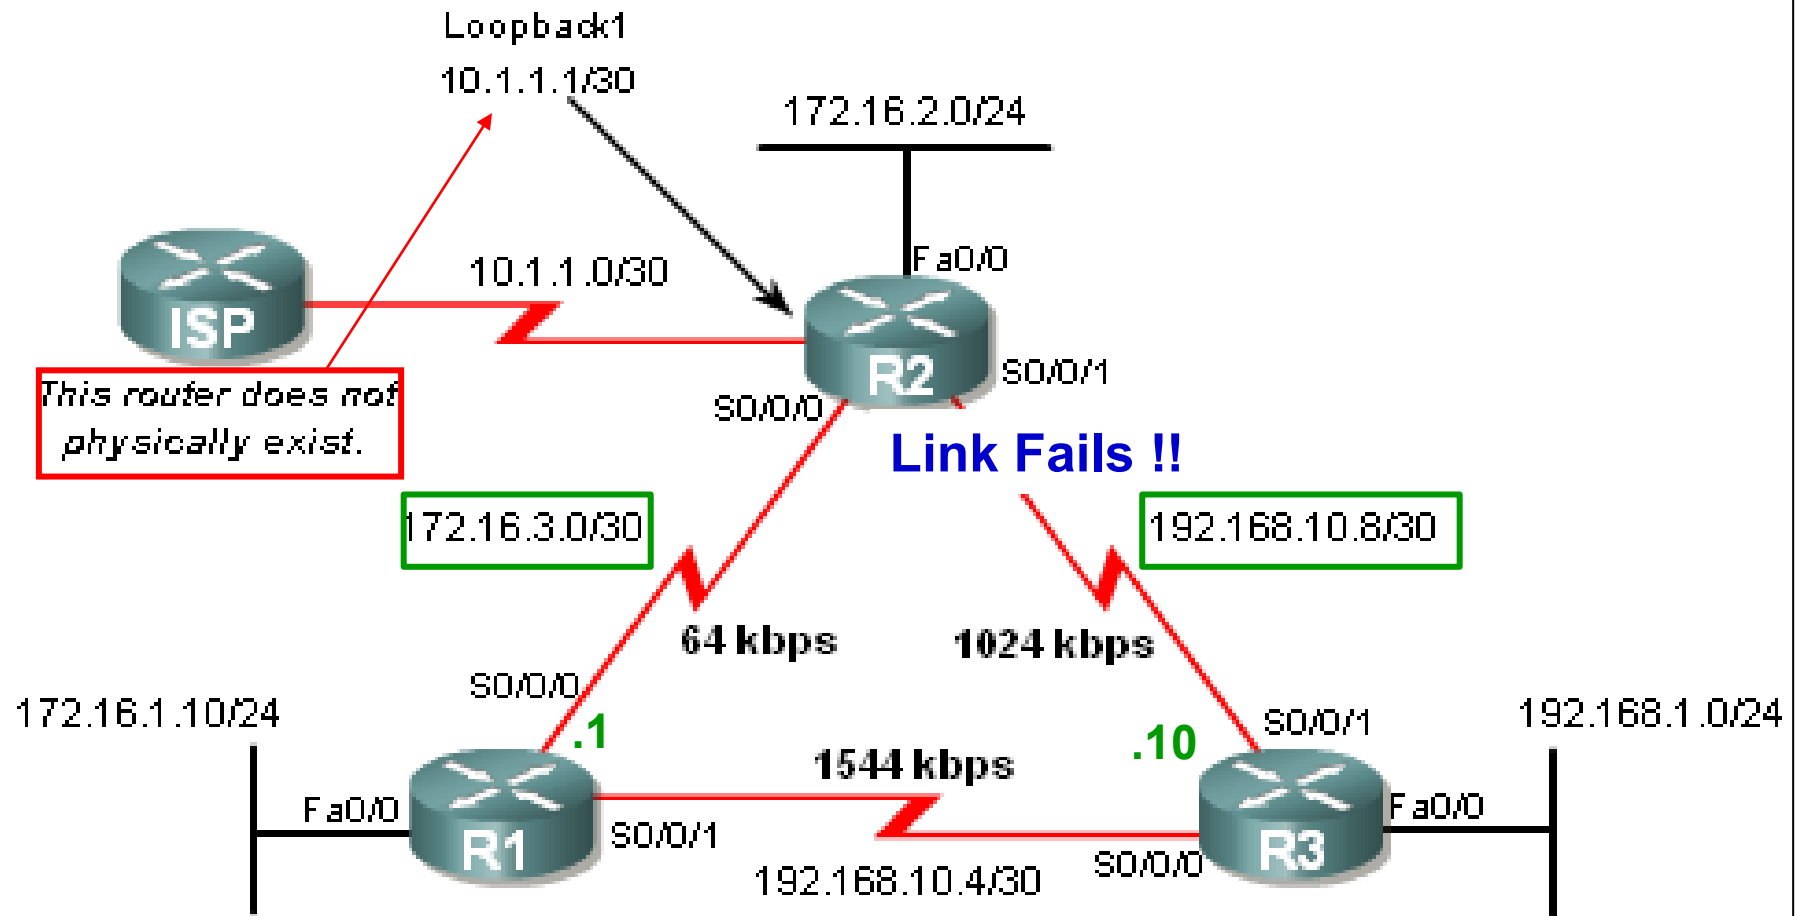 Loopback1
10.1.1.1/30
172.16.2.0/24
Fa0/0
10.1.1.0/30
ISP
R2
S0/0/1
This router does not
physically exist.
S0/0/0
Link Fails !!
172.16.3.0/30
192.168.10.8/30
64 kbps
1024 kbps
S0/0/0
172.16.1.10/24
.1
1544 kbps
.10
S0/0/1
192.168.1.0/24
Fa0/0
R1
S0/0/1
192.168.10.4/30
S0/0/0
R3
Fa0/0